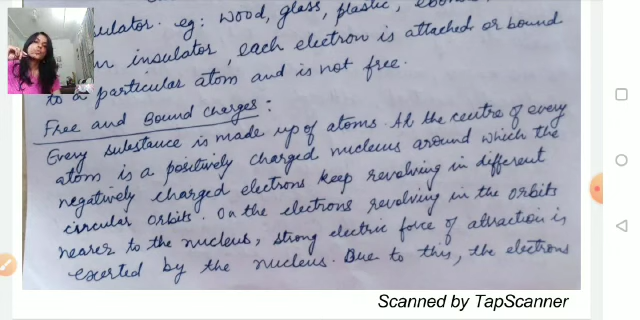 insulator. eg: wood, glass, plastic,
insulator, each electron is attached or bound
to a particular atom and is not free.
Free and Bound Charges:
Every substance is made up of atoms. At the centre of every
atom is a positively charged nucleus around which the
negatively charged electrons keep revolving in different
circular orbits. On the electrons revolving in the orbits
nearer to the nucleus, strong electric force of attraction is
exerted by the nucleus. Due to this, the electrons
Scanned by TapScanner